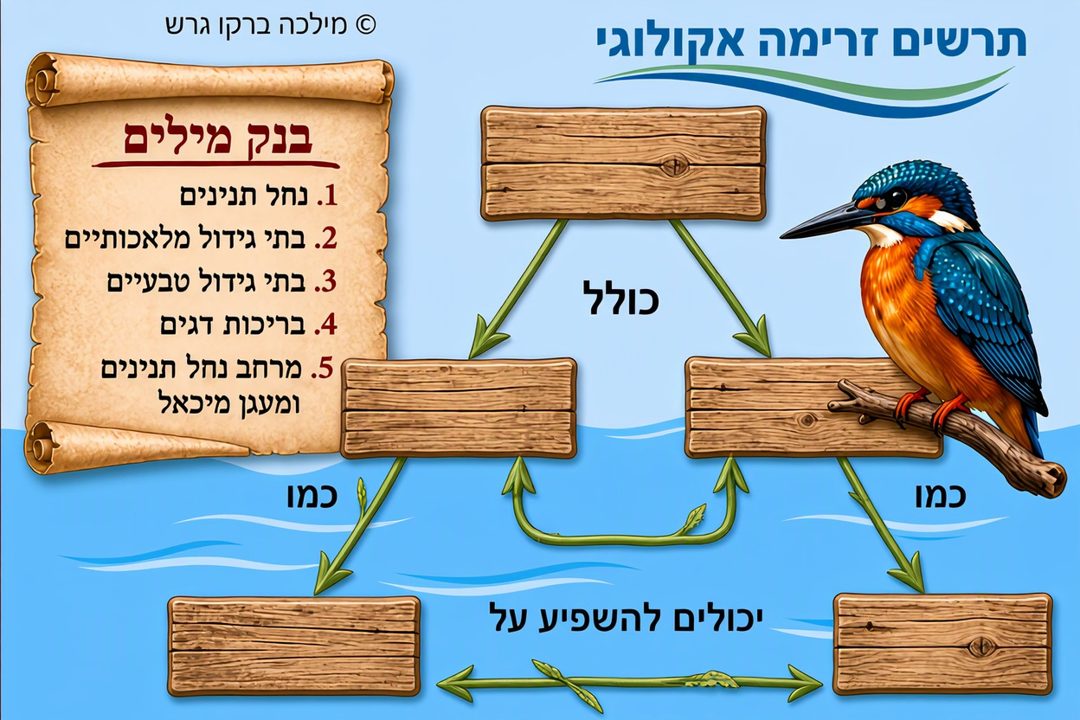 © מילכה ברקו גרש
תרשים זרימה אקולוגי
בנק מילים
1. נחל תנינים
2. בתי גידול מלאכותיים
3. בתי גידול טבעיים
4. בריכות דגים
5. מרחב נחל תנינים
ומעגן מיכאל
כולל
כמו
כמו
יכולים להשפיע על